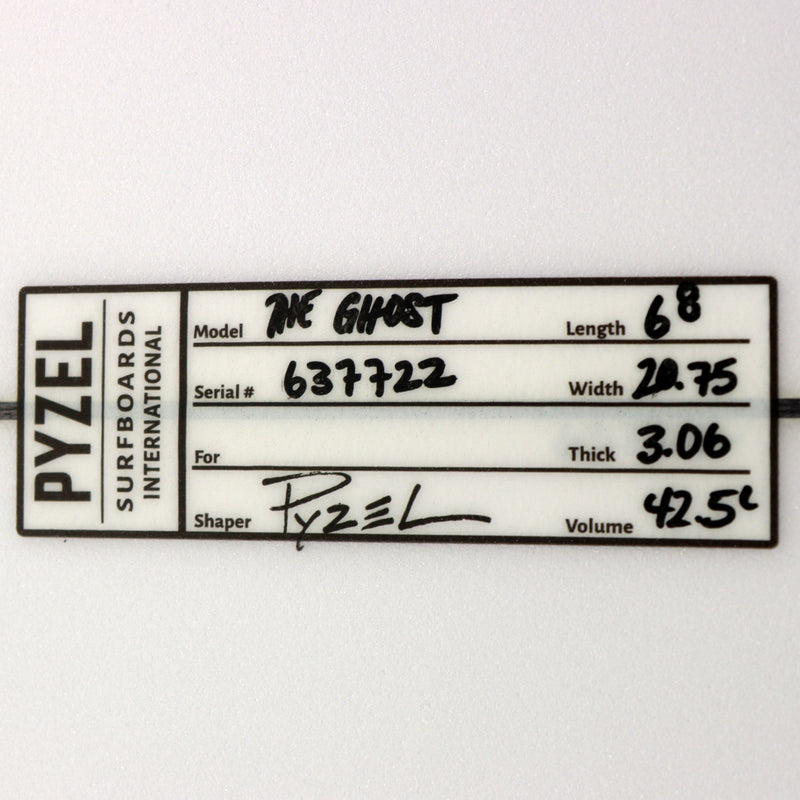 PYZEL
SURFBOARDS
INTERNATIONAL
Model THE GHOST Length 6 8
Serial # 637722 Width 20.75
For Thick 3.06
Shaper PYZEL Volume 42.5L